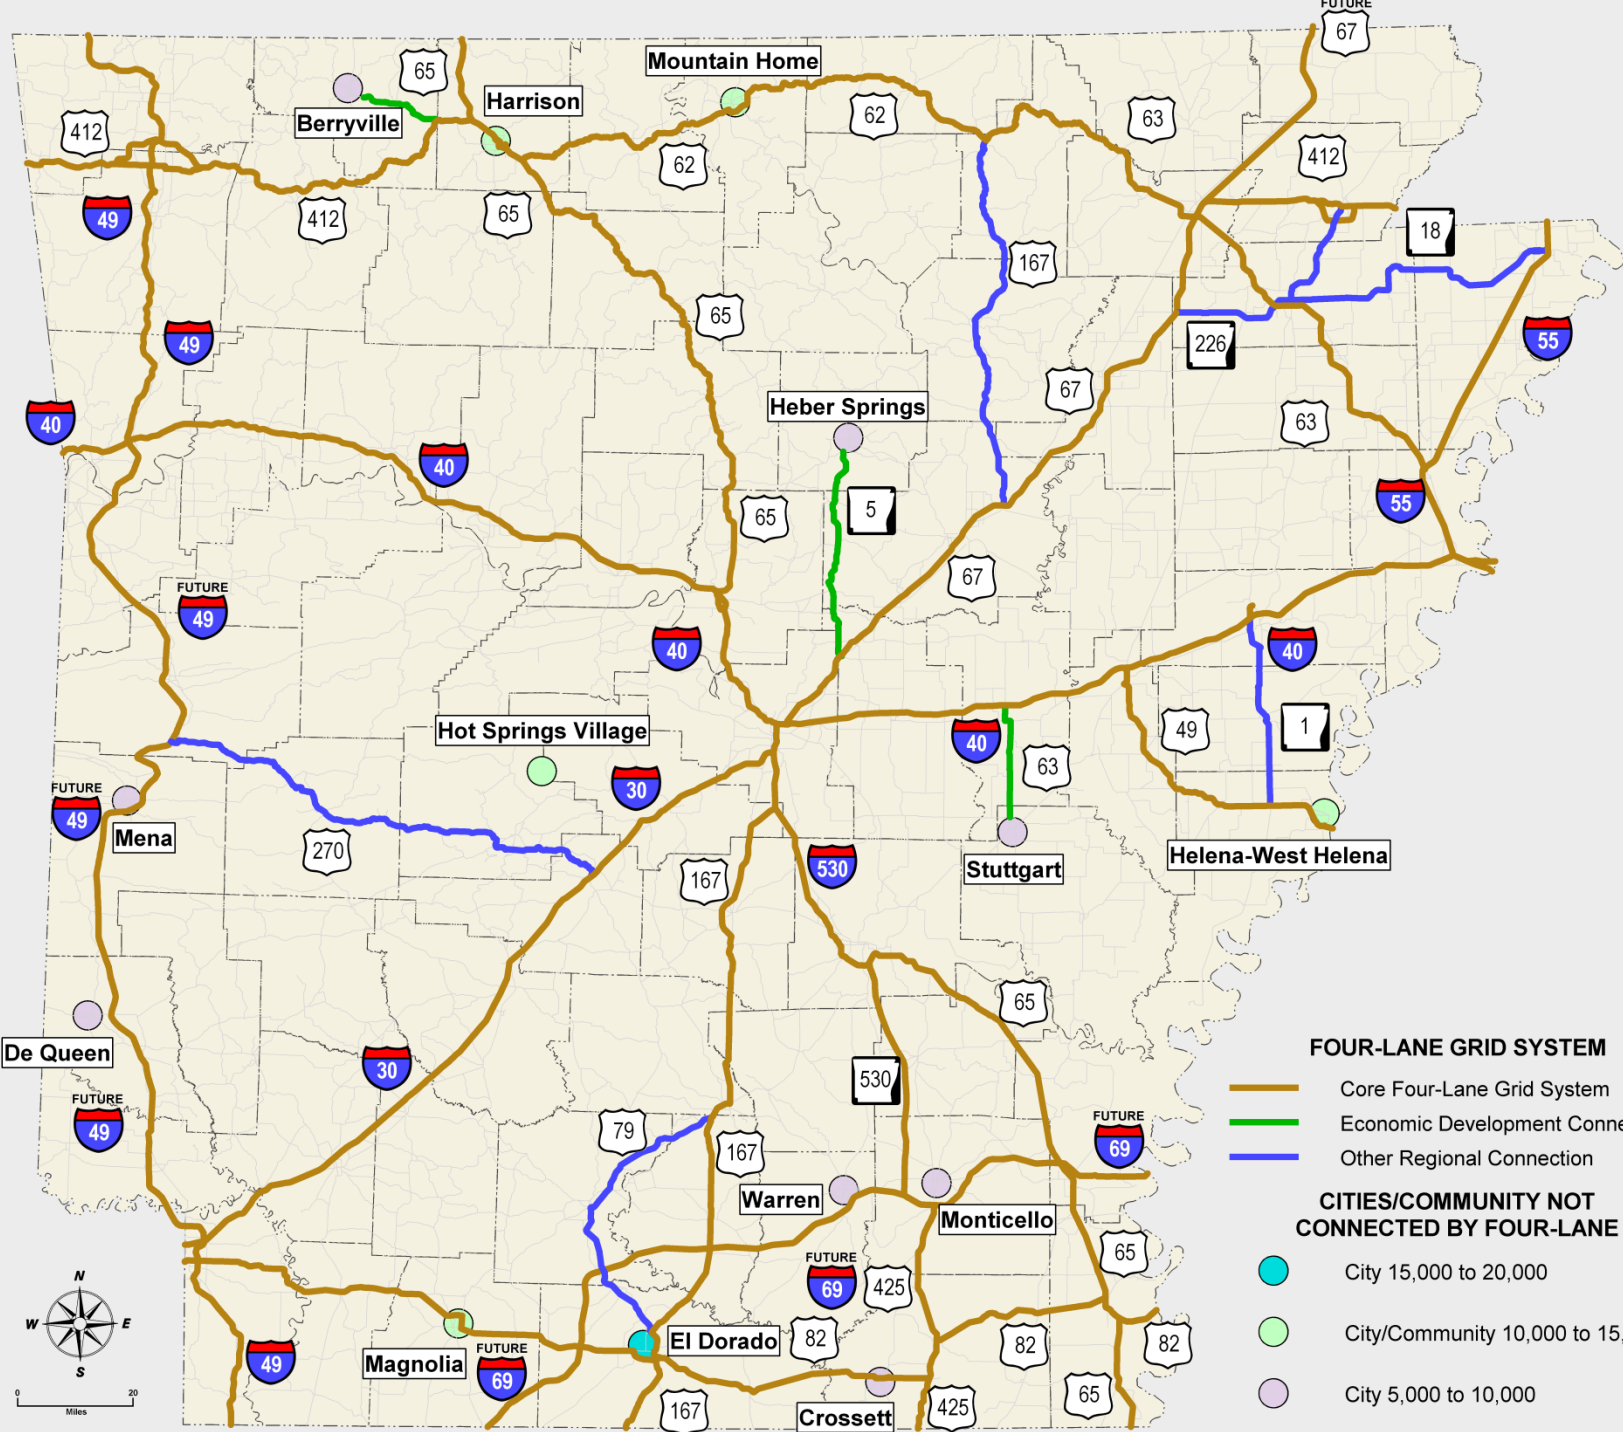 FUTURE
67
65
Mountain Home
Harrison
Berryville
412
62
63
62
412
49
412
65
18
167
65
49
226
55
67
40
Heber Springs
63
40
65
5
55
67
FUTURE
49
40
40
Hot Springs Village
49
1
40
63
30
FUTURE
49
Mena
270
Helena-West Helena
530
Stuttgart
167
65
De Queen
FOUR-LANE GRID SYSTEM
30
530
Core Four-Lane Grid System
FUTURE
49
Economic Development Conne
FUTURE
69
79
167
Other Regional Connection
Warren
CITIES/COMMUNITY NOT
CONNECTED BY FOUR-LANE
Monticello
65
FUTURE
69
425
City 15,000 to 20,000
N
W
E
S
El Dorado
82
82
82
City/Community 10,000 to 15,
Magnolia
49
FUTURE
69
City 5,000 to 10,000
0
20
Miles
65
167
Crossett
425